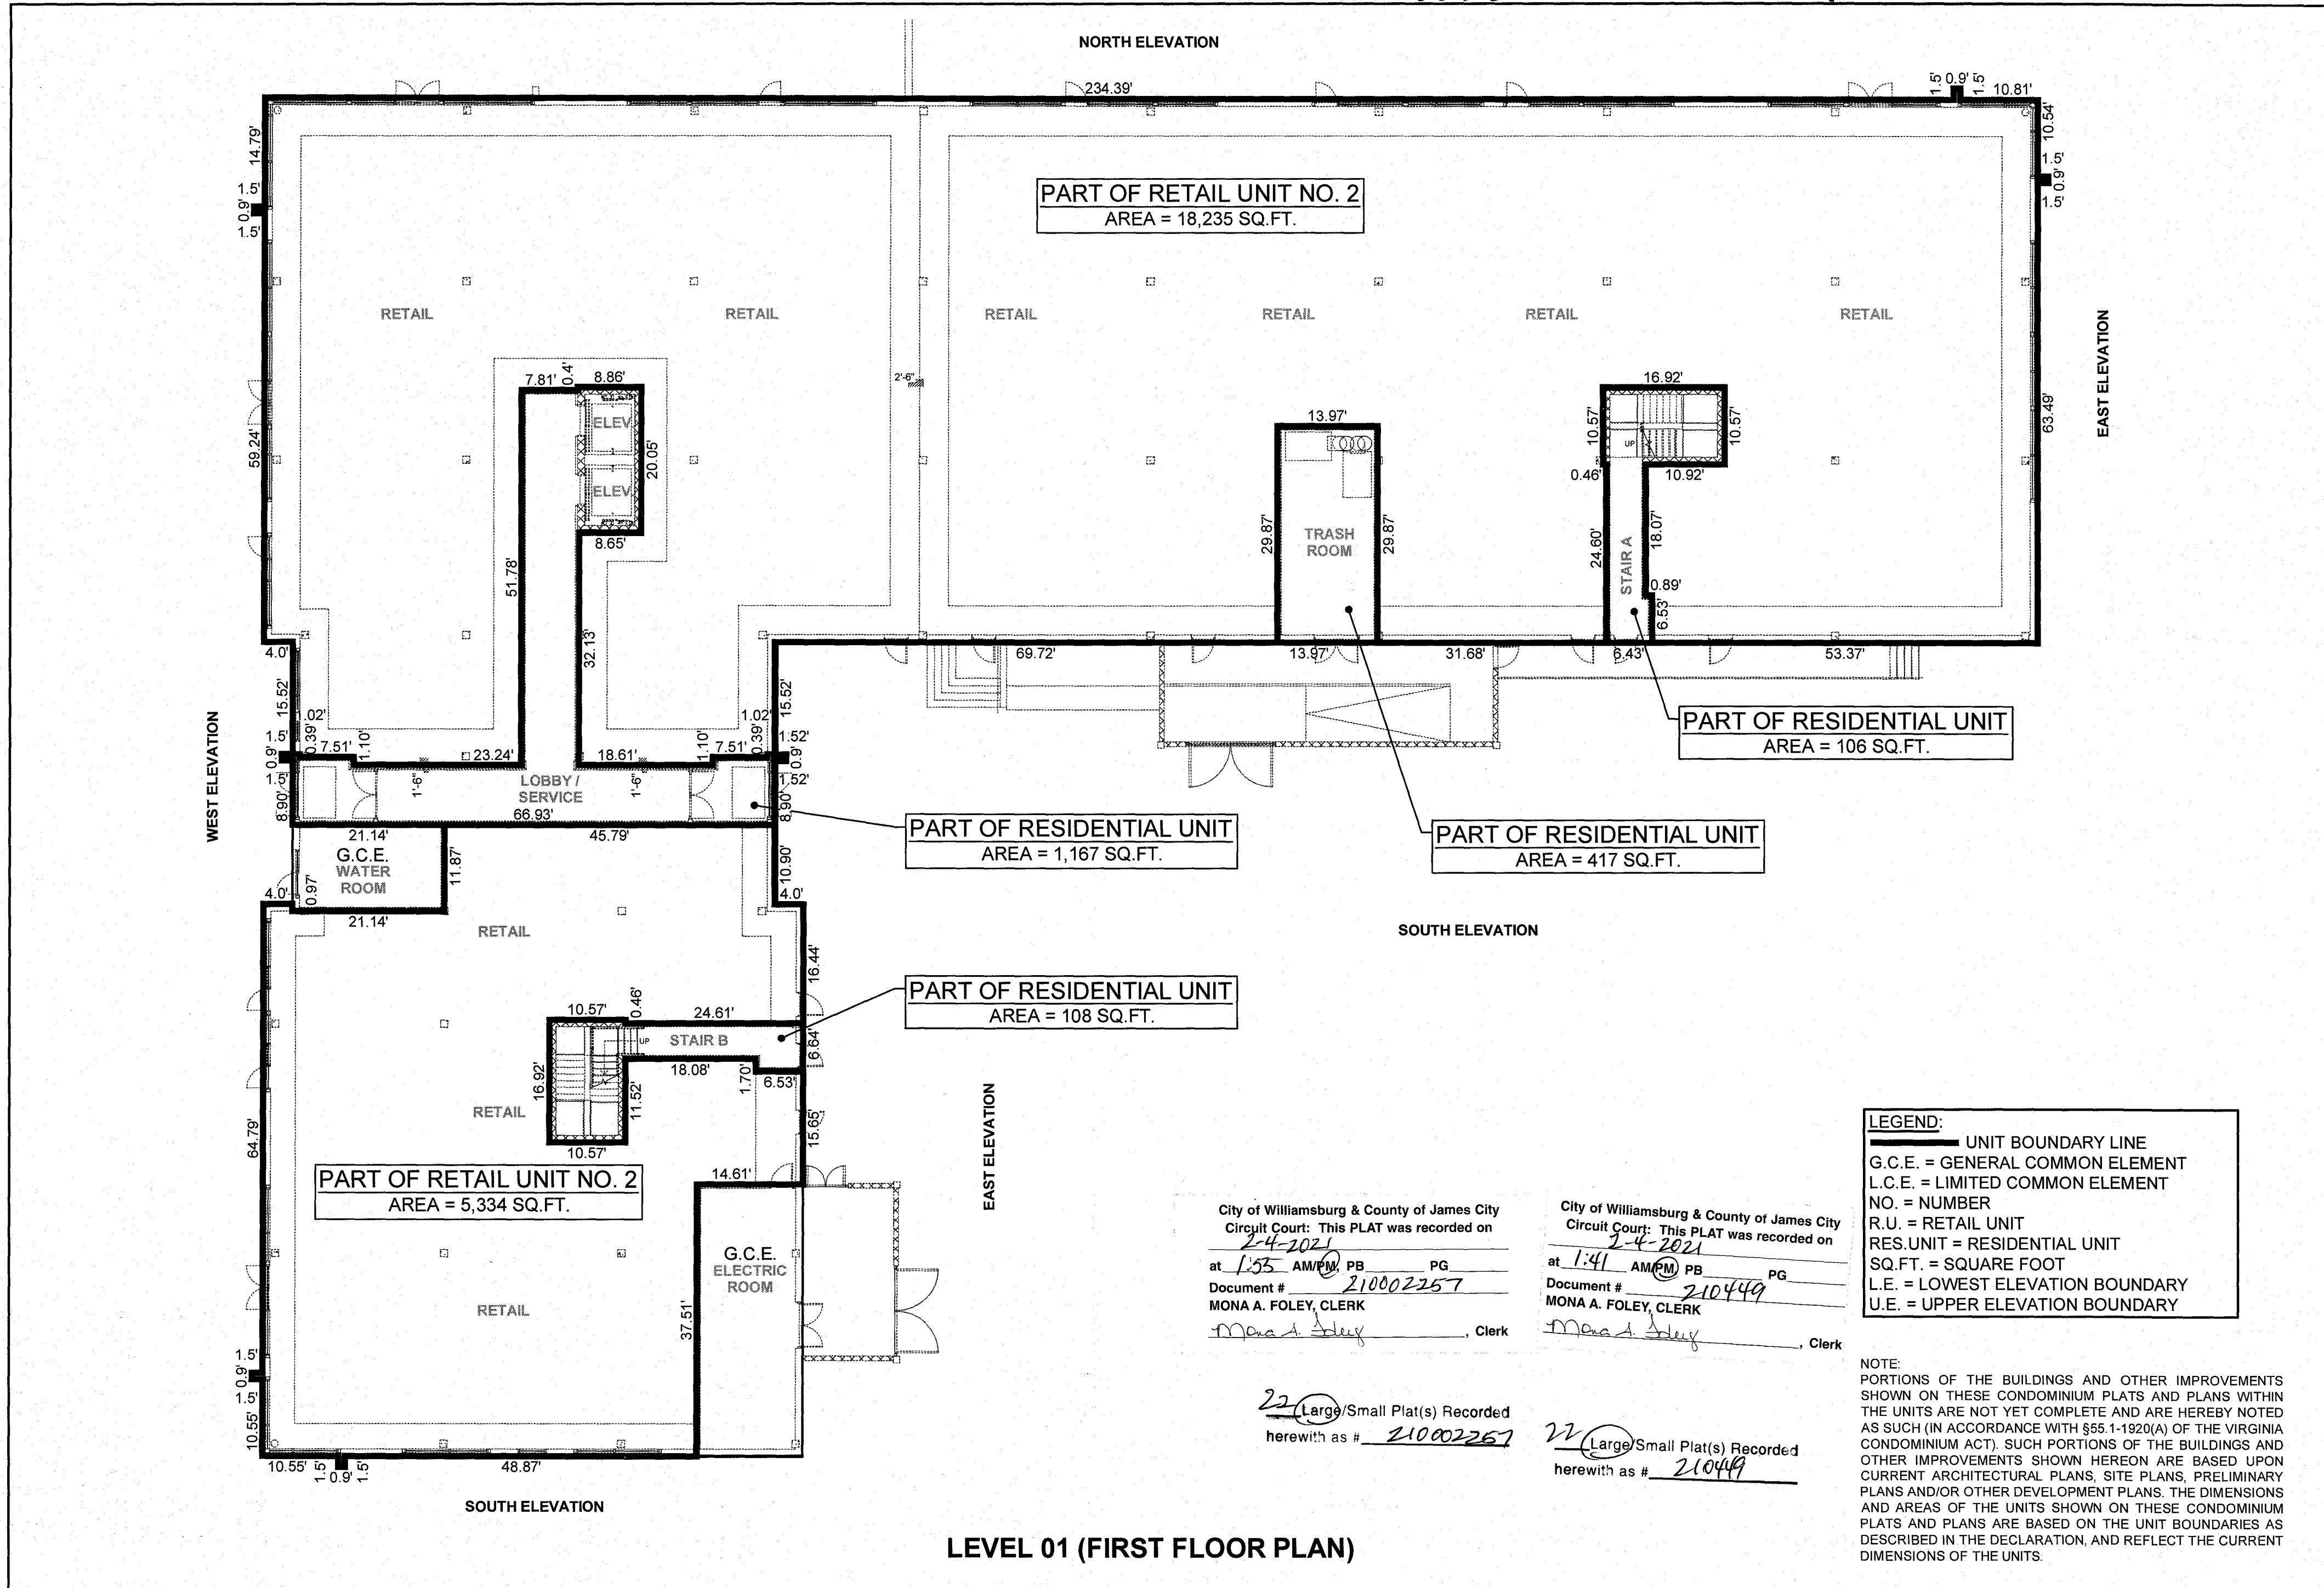 NORTH ELEVATION
234.39'
1.5' 0.9' 1.5' 10.81'
10.54'
1.5'
0.9'
1.5'
63.49'
EAST ELEVATION
14.79'
1.5'
0.9'
1.5'
59.24'
PART OF RETAIL UNIT NO. 2
AREA = 18,235 SQ.FT.
RETAIL RETAIL RETAIL RETAIL RETAIL RETAIL
7.81' 0.4' 8.86'
ELEV.
ELEV.
20.05'
8.65'
51.78'
32.13'
2'-6"
13.97'
29.87' 29.87'
TRASH
ROOM
16.92'
10.57' 10.57'
UP
0.46' 10.92'
24.60' 18.07'
STAIR A
0.89'
6.53'
4.0'
69.72' 13.97' 31.68' 6.43' 53.37'
15.52' 15.52'
1.02' 1.02'
1.5' 0.39' 7.51' 1.10' 23.24' 18.61' 1.10' 7.51' 0.39' 1.52'
0.9' 0.9'
1.5' 1'-6" 1'-6" 1.52'
LOBBY /
SERVICE
8.90' 66.93' 8.90'
WEST ELEVATION
PART OF RESIDENTIAL UNIT
AREA = 106 SQ.FT.
PART OF RESIDENTIAL UNIT
AREA = 1,167 SQ.FT.
PART OF RESIDENTIAL UNIT
AREA = 417 SQ.FT.
21.14' 45.79'
G.C.E.
WATER
ROOM
11.87' 10.90'
4.0' 0.97' 4.0'
21.14'
RETAIL
SOUTH ELEVATION
16.44'
PART OF RESIDENTIAL UNIT
AREA = 108 SQ.FT.
10.57' 0.46' 24.61'
UP STAIR B
6.64'
16.92' 18.08' 1.70' 6.53'
11.52'
RETAIL
10.57'
15.65'
64.79'
EAST ELEVATION
PART OF RETAIL UNIT NO. 2
AREA = 5,334 SQ.FT.
14.61'
G.C.E.
ELECTRIC
ROOM
RETAIL
37.51'
1.5'
0.9'
1.5'
10.55'
10.55' 1.5' 0.9' 1.5' 48.87'
SOUTH ELEVATION
LEVEL 01 (FIRST FLOOR PLAN)
City of Williamsburg & County of James City
Circuit Court: This PLAT was recorded on
2-4-2021
at 1:55 AM/PM, PB PG
Document # 210002257
MONA A. FOLEY, CLERK
Mona A. Foley, Clerk
22 Large/Small Plat(s) Recorded
herewith as # 210002257
City of Williamsburg & County of James City
Circuit Court: This PLAT was recorded on
2-4-2021
at 1:41 AM/PM, PB PG
Document # 210449
MONA A. FOLEY, CLERK
Mona A. Foley, Clerk
22 Large/Small Plat(s) Recorded
herewith as # 210449
LEGEND:
UNIT BOUNDARY LINE
G.C.E. = GENERAL COMMON ELEMENT
L.C.E. = LIMITED COMMON ELEMENT
NO. = NUMBER
R.U. = RETAIL UNIT
RES.UNIT = RESIDENTIAL UNIT
SQ.FT. = SQUARE FOOT
L.E. = LOWEST ELEVATION BOUNDARY
U.E. = UPPER ELEVATION BOUNDARY
NOTE:
PORTIONS OF THE BUILDINGS AND OTHER IMPROVEMENTS
SHOWN ON THESE CONDOMINIUM PLATS AND PLANS WITHIN
THE UNITS ARE NOT YET COMPLETE AND ARE HEREBY NOTED
AS SUCH (IN ACCORDANCE WITH §55.1-1920(A) OF THE VIRGINIA
CONDOMINIUM ACT). SUCH PORTIONS OF THE BUILDINGS AND
OTHER IMPROVEMENTS SHOWN HEREON ARE BASED UPON
CURRENT ARCHITECTURAL PLANS, SITE PLANS, PRELIMINARY
PLANS AND/OR OTHER DEVELOPMENT PLANS. THE DIMENSIONS
AND AREAS OF THE UNITS SHOWN ON THESE CONDOMINIUM
PLATS AND PLANS ARE BASED ON THE UNIT BOUNDARIES AS
DESCRIBED IN THE DECLARATION, AND REFLECT THE CURRENT
DIMENSIONS OF THE UNITS.